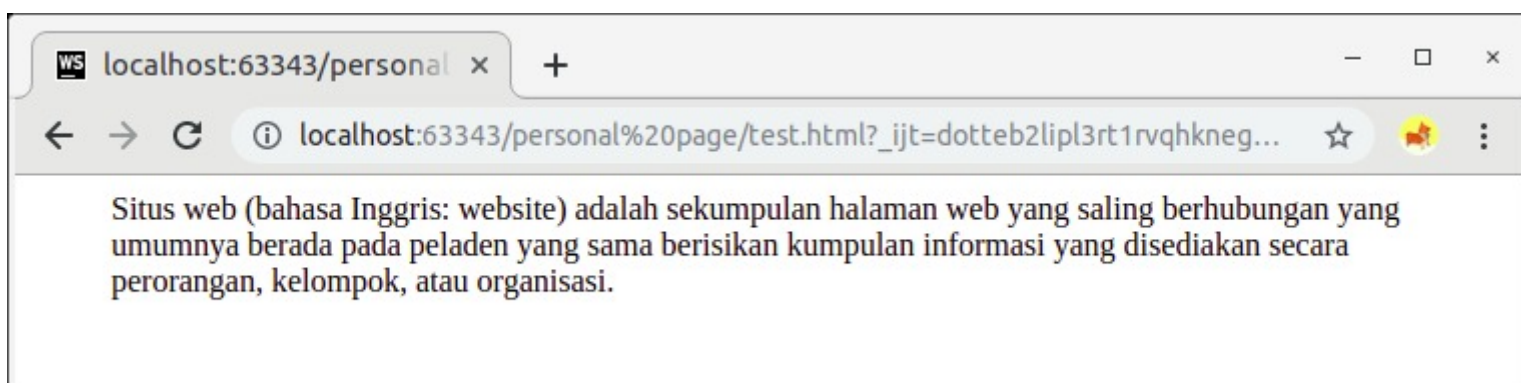 WS localhost:63343/personal
localhost:63343/personal%20page/test.html?_ijt=dotteb2lipl3rt1rvqhkneg...
Situs web (bahasa Inggris: website) adalah sekumpulan halaman web yang saling berhubungan yang
umumnya berada pada peladen yang sama berisikan kumpulan informasi yang disediakan secara
perorangan, kelompok, atau organisasi.